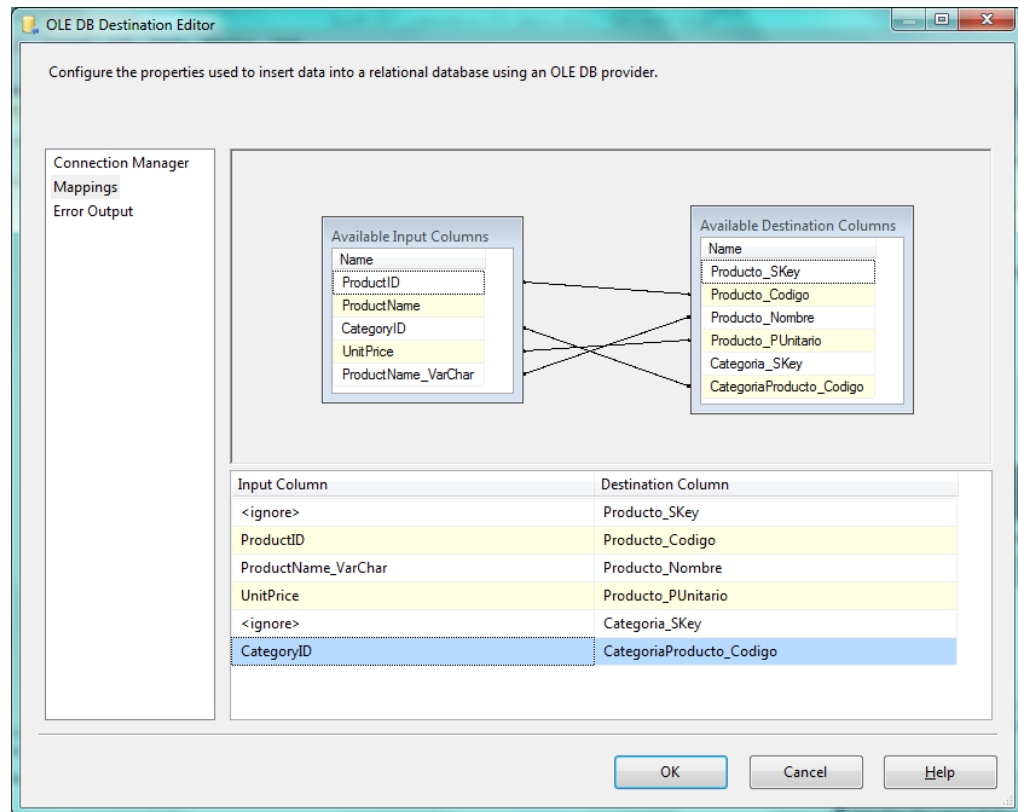 OLE DB Destination Editor
Configure the properties used to insert data into a relational database using an OLE DB provider.
Connection Manager
Mappings
Error Output
Available Input Columns
Name
ProductID
ProductName
CategoryID
UnitPrice
ProductName_VarChar
Available Destination Columns
Name
Producto_SKey
Producto_Codigo
Producto_Nombre
Producto_PUnitario
Categoria_SKey
CategoriaProducto_Codigo
Input Column Destination Column
<ignore> Producto_SKey
ProductID Producto_Codigo
ProductName_VarChar Producto_Nombre
UnitPrice Producto_PUnitario
<ignore> Categoria_SKey
CategoryID CategoriaProducto_Codigo
OK Cancel Help